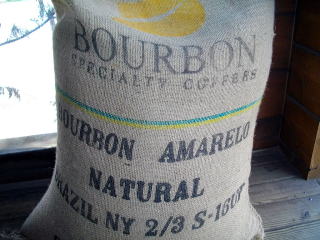 BOURBON
SPECIALTY COFFEES
BOURBON AMARELO
NATURAL
BRAZIL NY 2/3 S-16UP